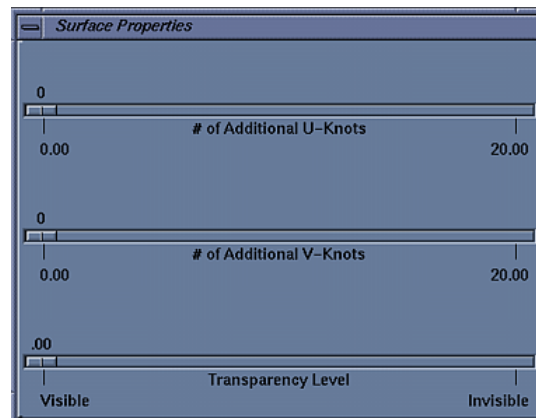 Surface Properties
0
# of Additional U-Knots
0.00 20.00
0
# of Additional V-Knots
0.00 20.00
.00
Transparency Level
Visible Invisible